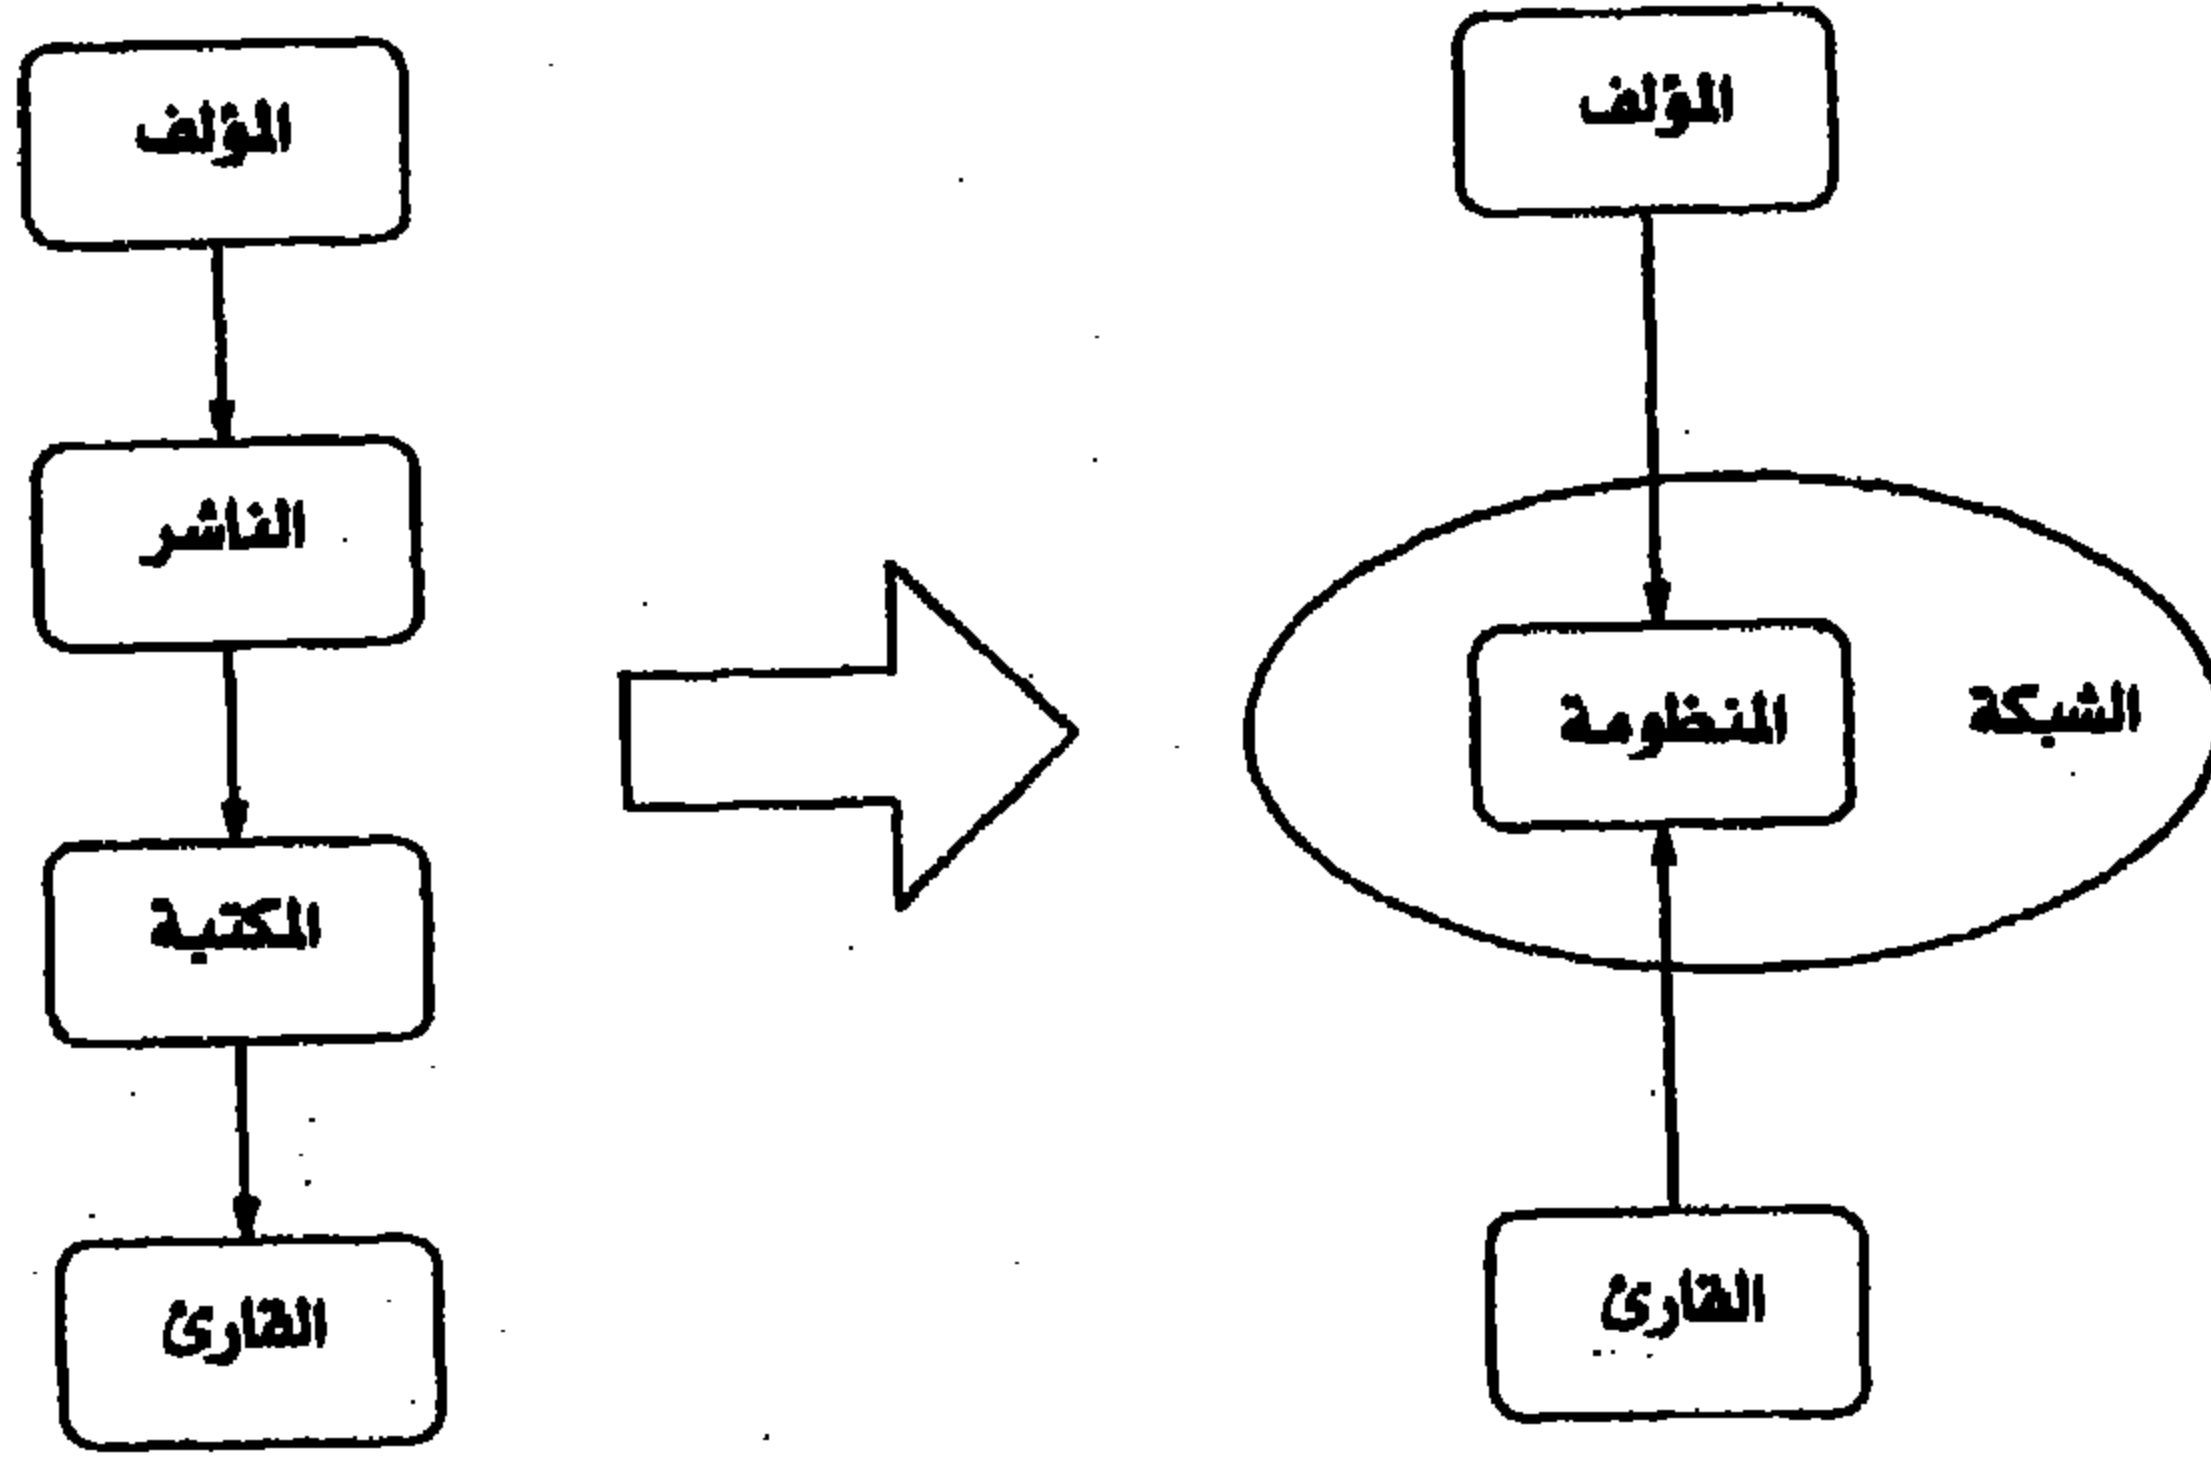 المؤلف
الناشر
المكتبة
القارئ
المؤلف
المنظومة
الشبكة
القارئ